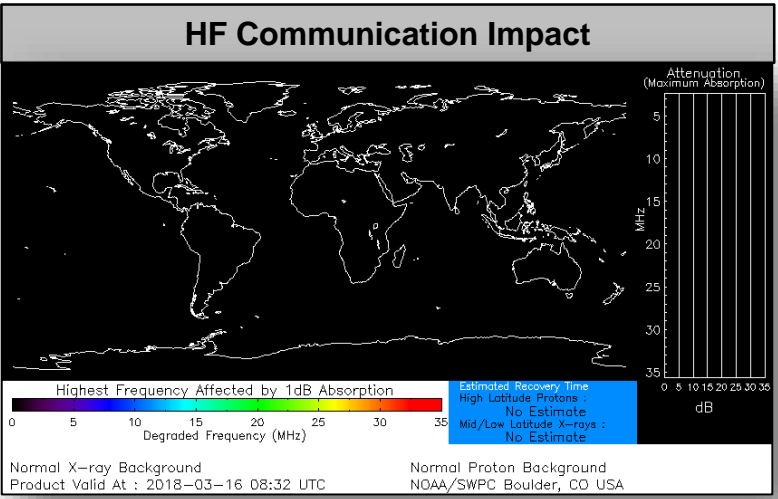 HF Communication Impact
Attenuation
(Maximum Absorption)
5
10
15
20
25
30
35
MHz
0 5 10 15 20 25 30 35
dB
Highest Frequency Affected by 1dB Absorption
0 5 10 15 20 25 30 35
Degraded Frequency (MHz)
Estimated Recovery Time
High Latitude Protons :
No Estimate
Mid/Low Latitude X-rays :
No Estimate
Normal X-ray Background
Normal Proton Background
Product Valid At : 2018-03-16 08:32 UTC
NOAA/SWPC Boulder, CO USA